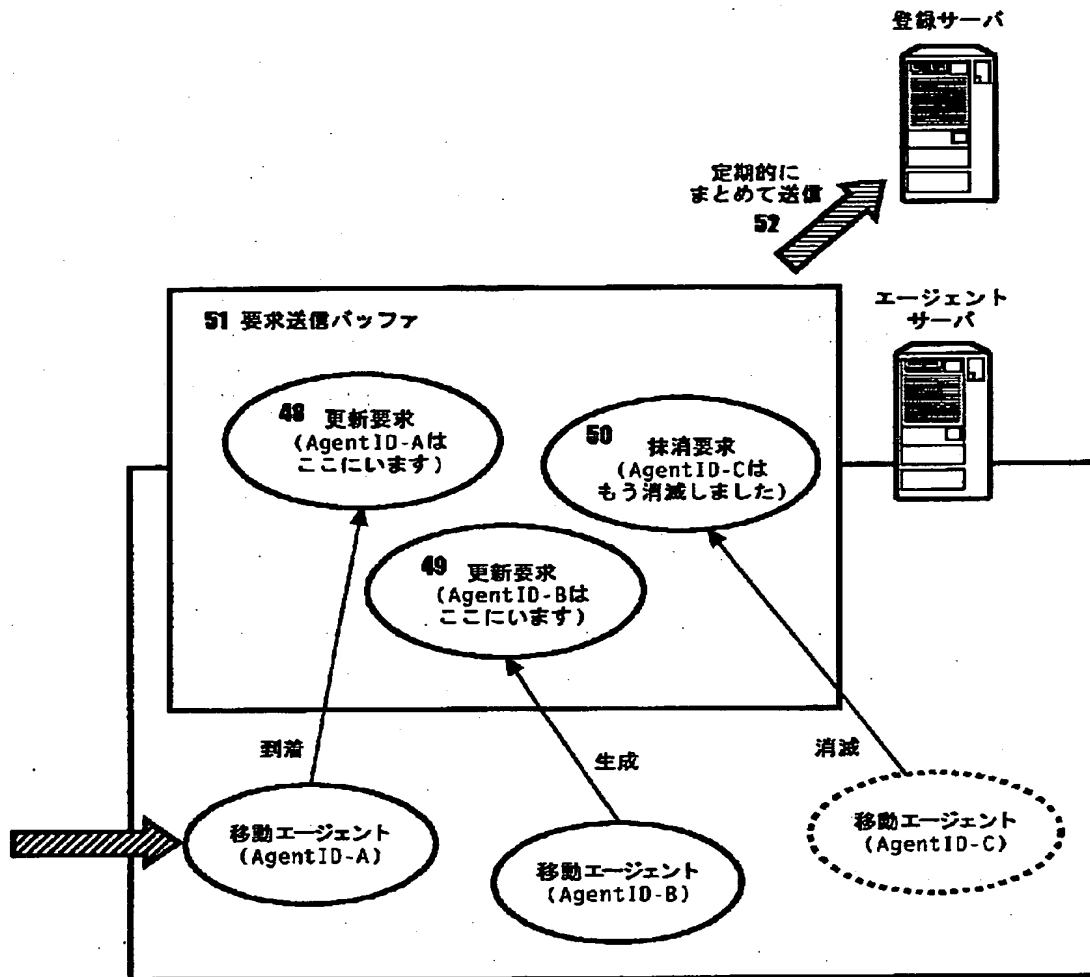 登録サーバ
定期的に
まとめて送信
52
エージェント
サーバ
51 要求送信バッファ
48 更新要求
(AgentID-Aは
ここにいます)
50 抹消要求
(AgentID-Cは
もう消滅しました)
49 更新要求
(AgentID-Bは
ここにいます)
到着
生成
消滅
移動エージェント
(AgentID-A)
移動エージェント
(AgentID-B)
移動エージェント
(AgentID-C)